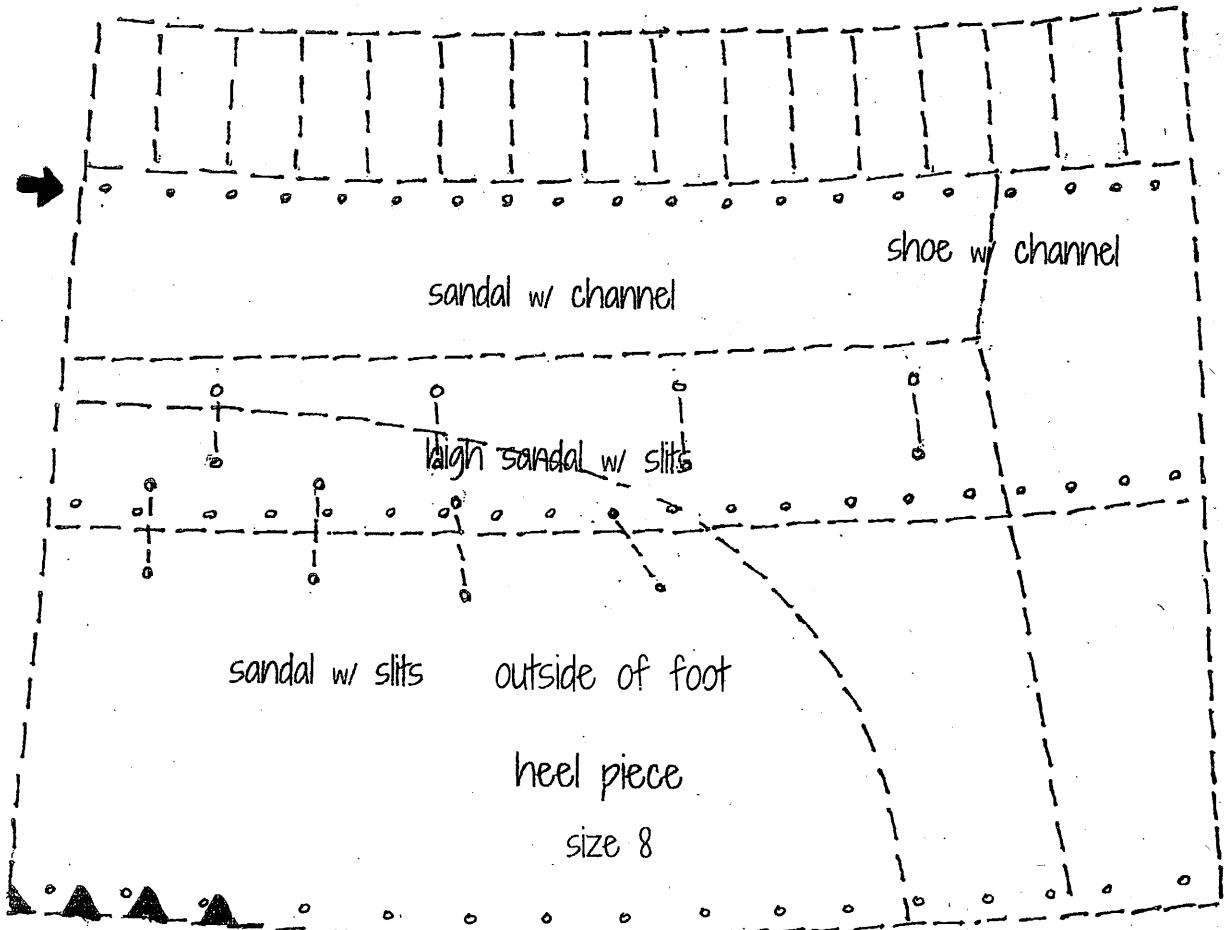 shoe w/ channel
sandal w/ channel
high sandal w/ slits
sandal w/ slits
outside of foot
heel piece
size 8